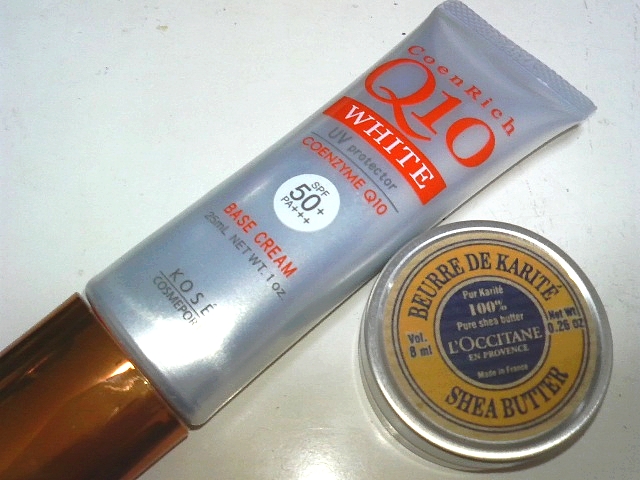 CoenRich
Q10
WHITE
UV protector
COENZYME Q10
SPF
50+
PA+++
BASE CREAM
25mL NET WT. 1 OZ.
KOSÉ
COSMEPOR
BEURRE DE KARITÉ
Pur Karité
100%
Pure shea butter
Vol.
8 ml
Net Wt.
0.26 oz
L'OCCITANE
EN PROVENCE
Made in France
SHEA BUTTER